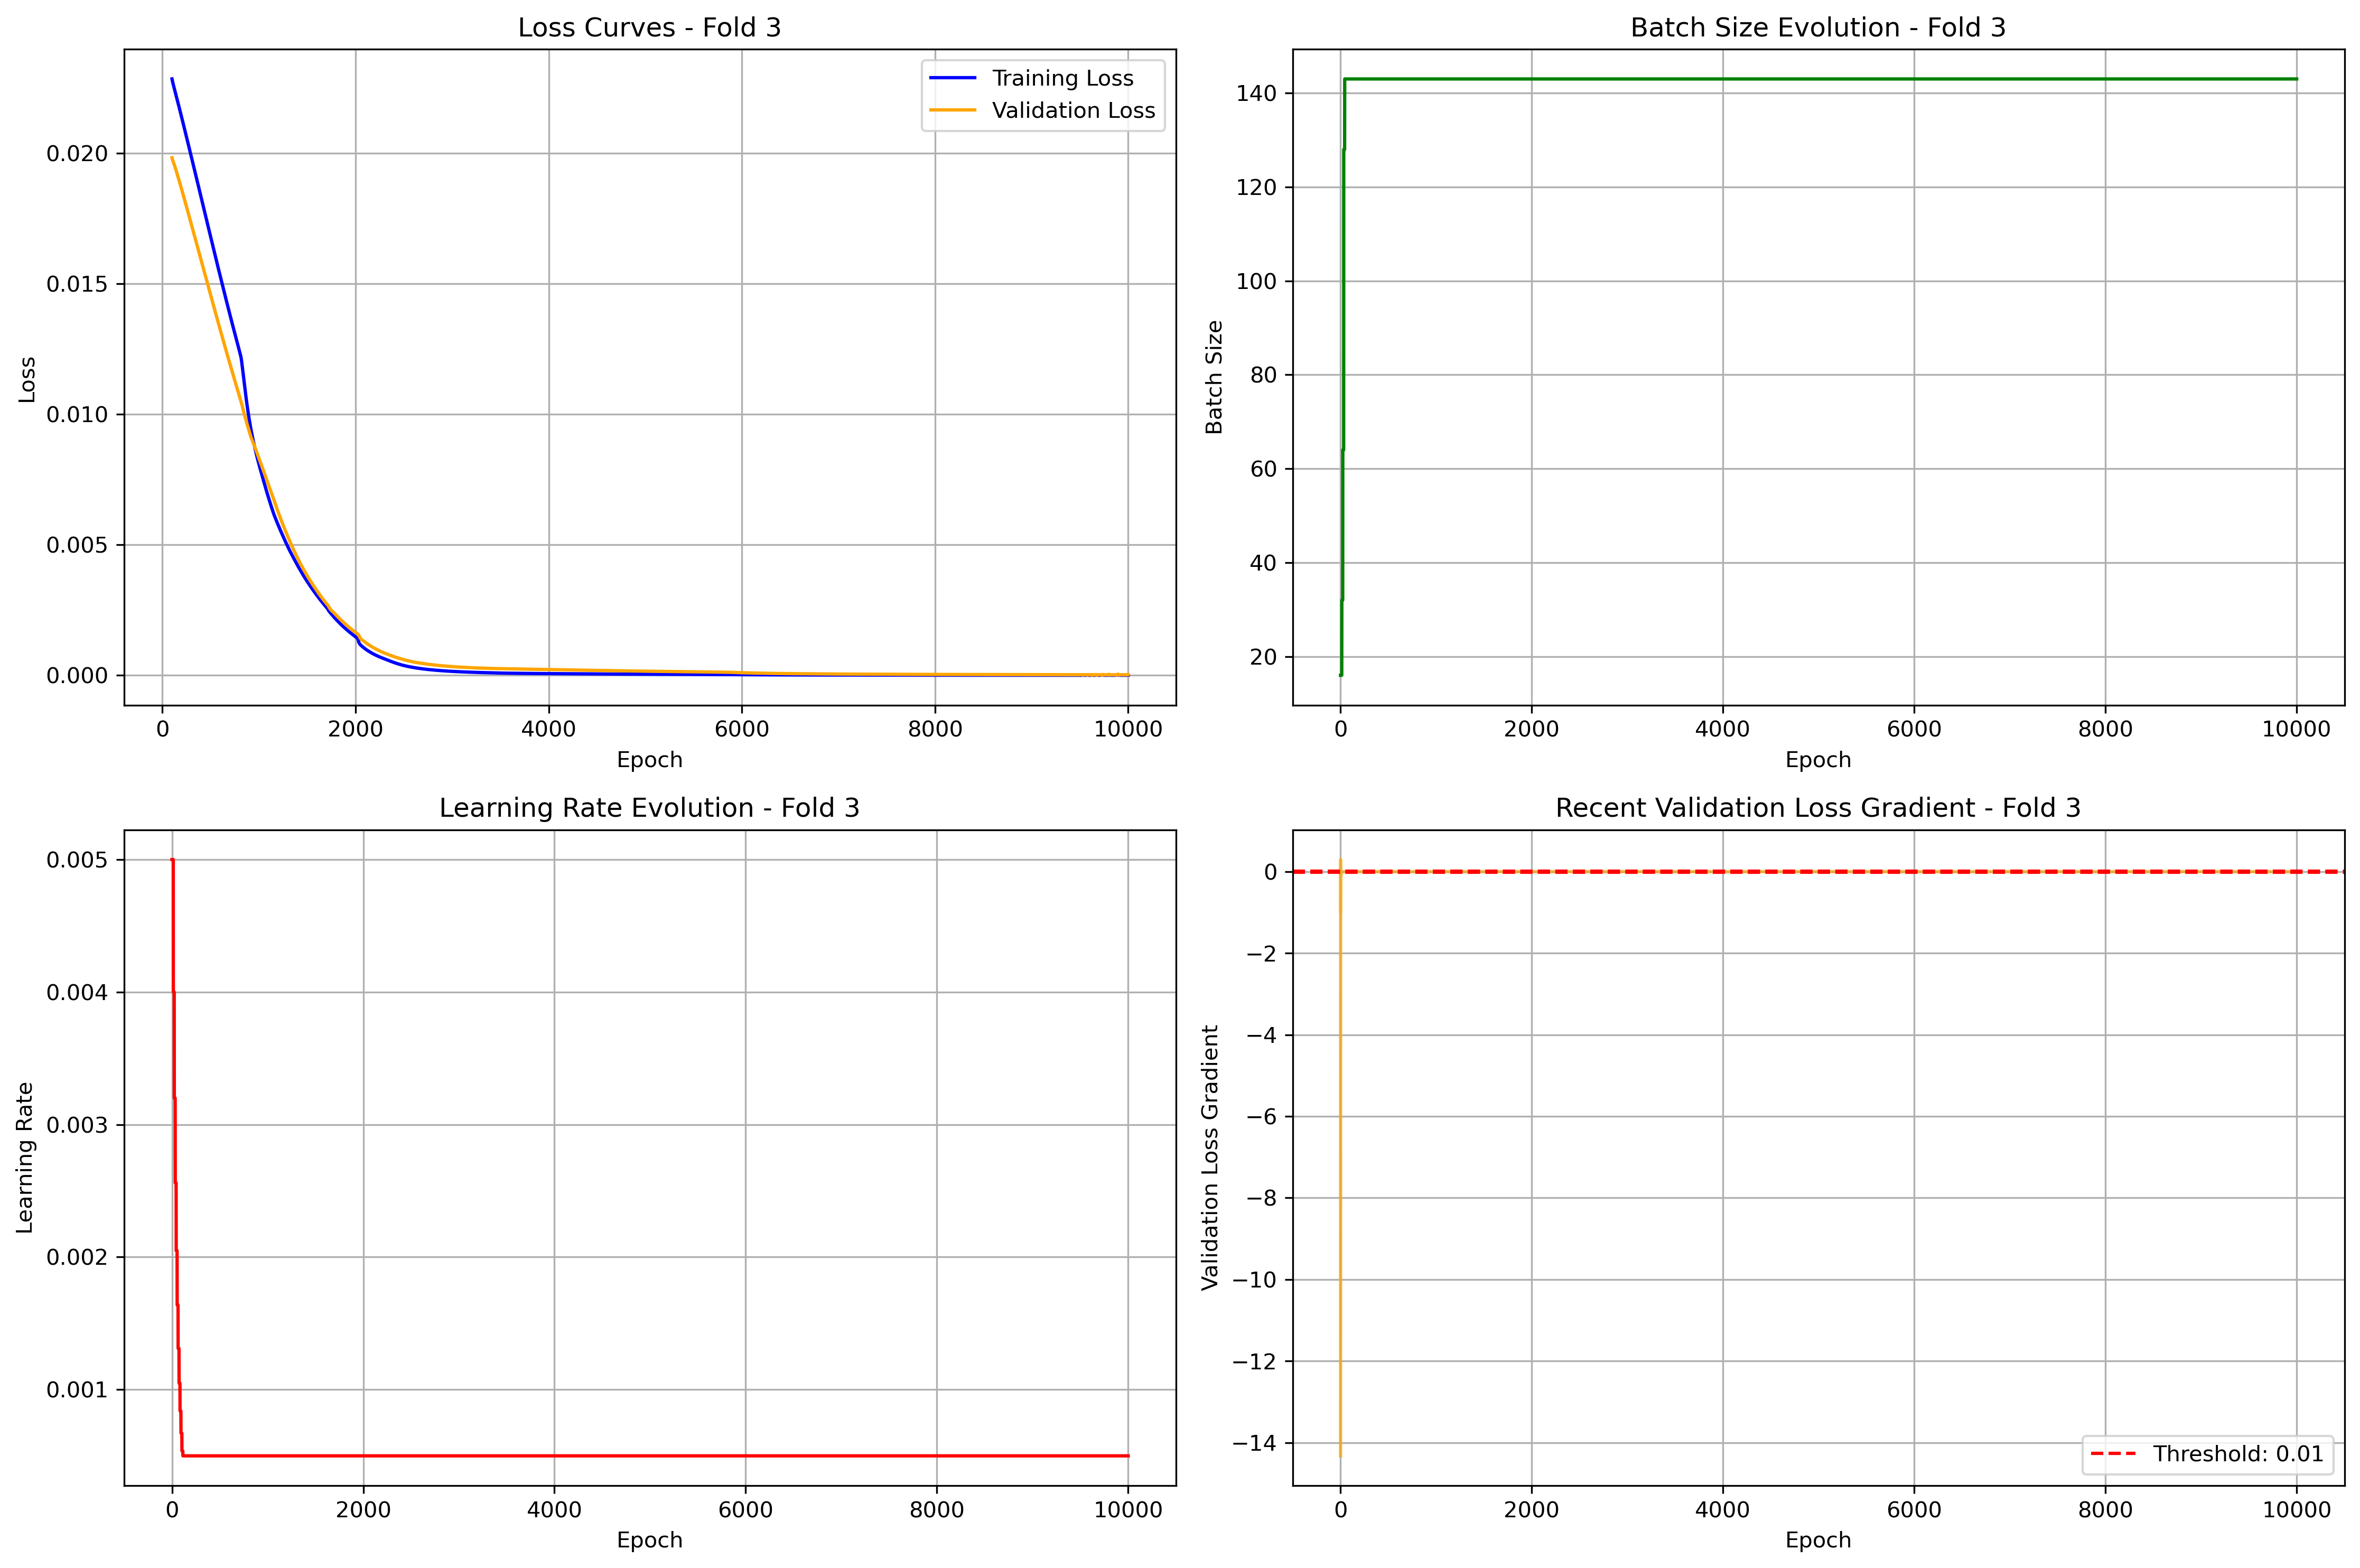 Loss Curves - Fold 3
Training Loss
Validation Loss
0.020
0.015
0.010
0.005
0.000
Loss
0 2000 4000 6000 8000 10000
Epoch
Batch Size Evolution - Fold 3
140
120
100
80
60
40
20
Batch Size
0 2000 4000 6000 8000 10000
Epoch
Learning Rate Evolution - Fold 3
0.005
0.004
0.003
0.002
0.001
Learning Rate
0 2000 4000 6000 8000 10000
Epoch
Recent Validation Loss Gradient - Fold 3
0
−2
−4
−6
−8
−10
−12
−14
Validation Loss Gradient
Threshold: 0.01
0 2000 4000 6000 8000 10000
Epoch